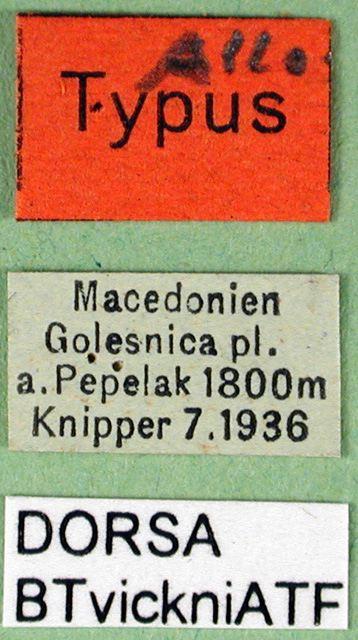 Allo
Typus
Macedonien
Golesnica pl.
a. Pepelak 1800m
Knipper 7.1936
DORSA
BTvickniATF